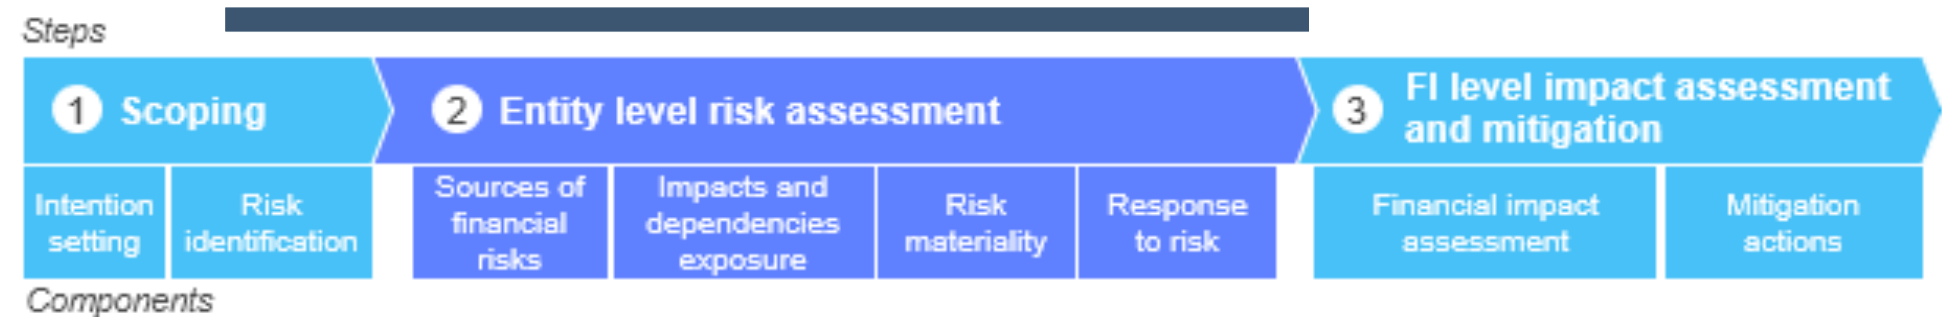 Steps
1 Scoping
2 Entity level risk assessment
3 FI level impact assessment
and mitigation
Intention
setting
Risk
identification
Sources of
financial
risks
Impacts and
dependencies
exposure
Risk
materiality
Response
to risk
Financial impact
assessment
Mitigation
actions
Components